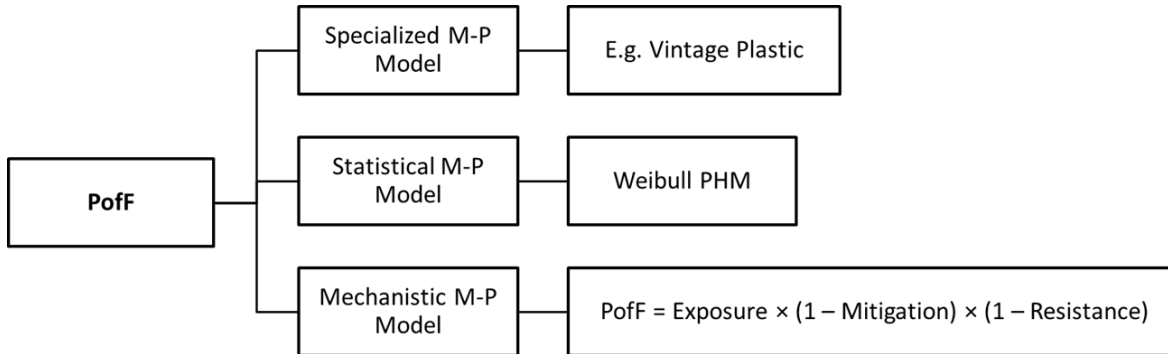 Specialized M-P
Model
E.g. Vintage Plastic
PofF
Statistical M-P
Model
Weibull PHM
Mechanistic M-P
Model
PofF = Exposure × (1 – Mitigation) × (1 – Resistance)